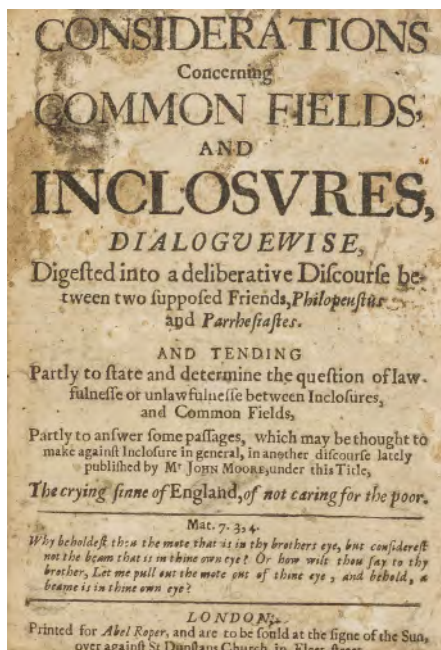 CONSIDERATIONS
Concerning
COMMON FIELDS,
AND
INCLOSVRES,
DIALOGVEWISE,
Digeſted into a deliberative Diſcourſe be-
tween two ſuppoſed Friends, Philopeuſtus
and Parrheſiaſtes.
AND TENDING
Partly to ſtate and determine the queſtion of law-
fulneſſe or unlawfulneſſe between Incloſures,
and Common Fields,
Partly to anſwer ſome paſſages, which may be thought to
make againſt Incloſure in general, in another diſcourſe lately
publiſhed by Mr JOHN MOORE, under this Title,
The crying ſinne of England, of not caring for the poor.
Mat. 7. 3, 4.
Why beholdeſt thou the mote that is in thy brothers eye, but conſidereſt
not the beam that is in thine own eye? Or how wilt thou ſay to thy
brother, Let me pull out the mote out of thine eye, and behold, a
beame is in thine own eye?
LONDON,
Printed for Abel Roper, and are to be ſould at the ſigne of the Sun,
over againſt St Dunſtans Church in Fleet ſtreet